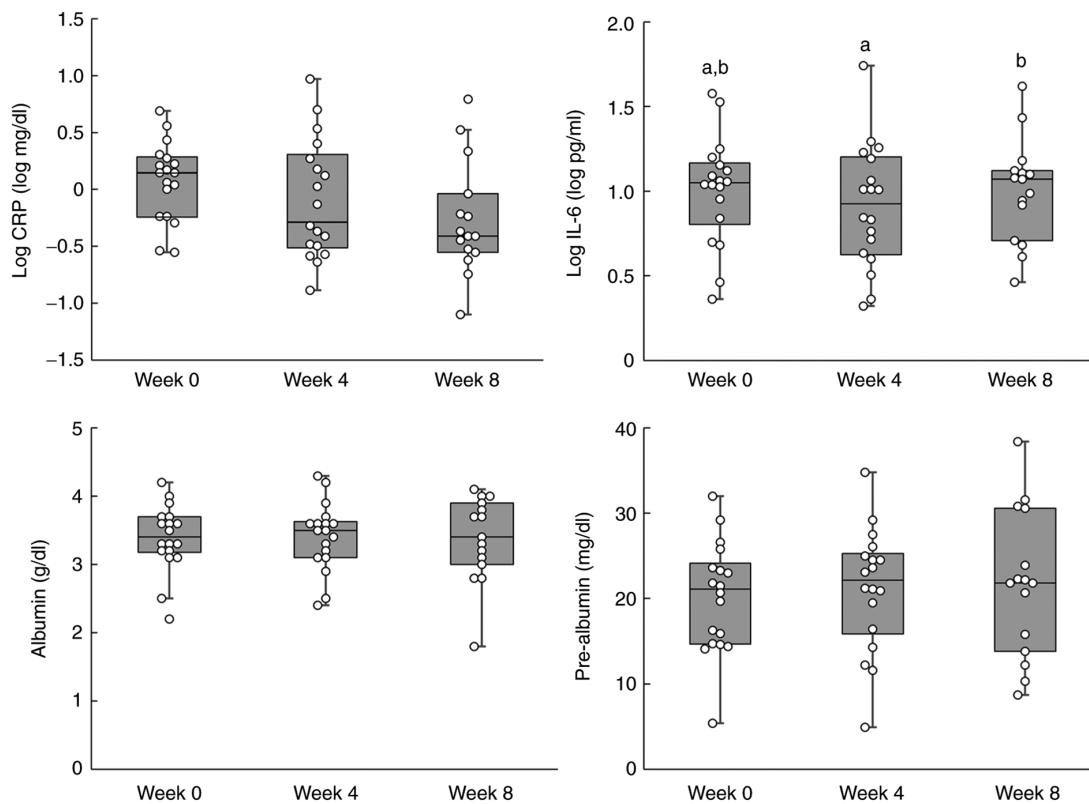 Log CRP (log mg/dl)
1.5
1.0
0.5
0
−0.5
−1.0
−1.5
Week 0 Week 4 Week 8
Log IL-6 (log pg/ml)
2.0
1.5
1.0
0.5
0
a,b
a
b
Week 0 Week 4 Week 8
Albumin (g/dl)
5
4
3
2
1
0
Week 0 Week 4 Week 8
Pre-albumin (mg/dl)
40
30
20
10
0
Week 0 Week 4 Week 8